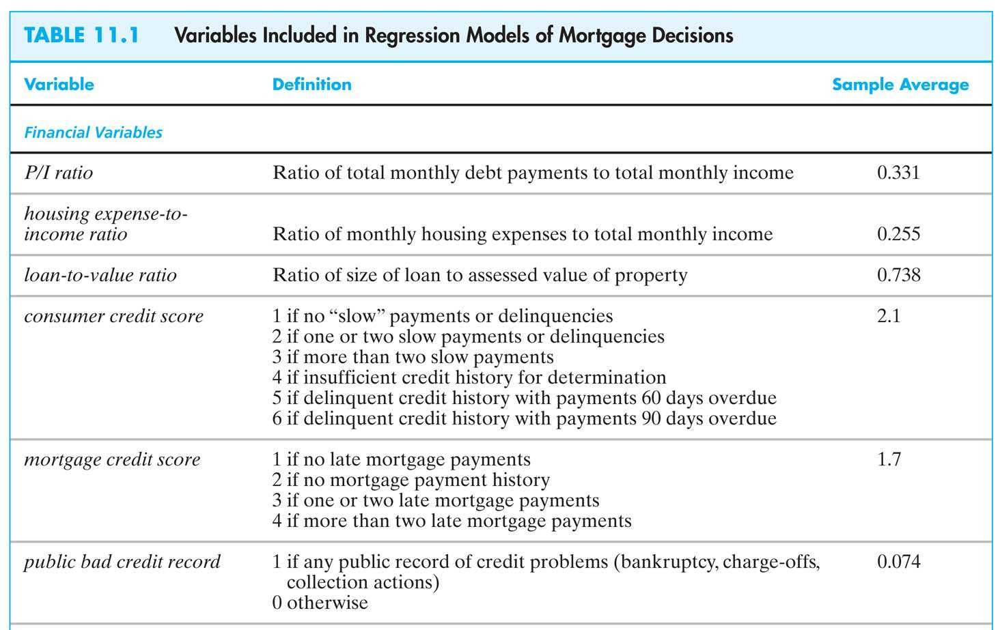 TABLE 11.1 Variables Included in Regression Models of Mortgage Decisions
Variable Definition Sample Average
Financial Variables
P/I ratio Ratio of total monthly debt payments to total monthly income 0.331
housing expense-to-
income ratio Ratio of monthly housing expenses to total monthly income 0.255
loan-to-value ratio Ratio of size of loan to assessed value of property 0.738
consumer credit score 1 if no “slow” payments or delinquencies 2.1
2 if one or two slow payments or delinquencies
3 if more than two slow payments
4 if insufficient credit history for determination
5 if delinquent credit history with payments 60 days overdue
6 if delinquent credit history with payments 90 days overdue
mortgage credit score 1 if no late mortgage payments 1.7
2 if no mortgage payment history
3 if one or two late mortgage payments
4 if more than two late mortgage payments
public bad credit record 1 if any public record of credit problems (bankruptcy, charge-offs, 0.074
collection actions)
0 otherwise